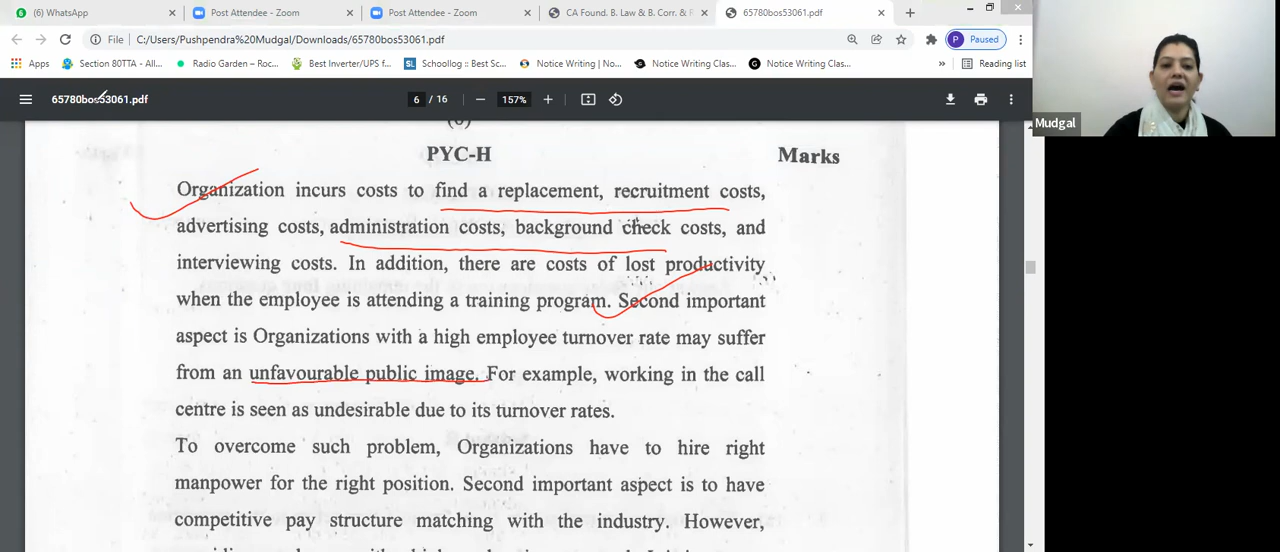 (6) WhatsApp
Post Attendee - Zoom
Post Attendee - Zoom
CA Found. B. Law & B. Corr. & R
65780bos53061.pdf
File
C:/Users/Pushpendra%20Mudgal/Downloads/65780bos53061.pdf
P Paused
Apps
Section 80TTA - All...
Radio Garden – Roc...
Best Inverter/UPS f...
Schoollog :: Best Sc...
Notice Writing | No...
Notice Writing Clas...
Notice Writing Clas...
Reading list
65780bos53061.pdf
6 / 16
157%
Mudgal
(6)
PYC-H
Marks
Organization incurs costs to find a replacement, recruitment costs,
advertising costs, administration costs, background check costs, and
interviewing costs. In addition, there are costs of lost productivity
when the employee is attending a training program. Second important
aspect is Organizations with a high employee turnover rate may suffer
from an unfavourable public image. For example, working in the call
centre is seen as undesirable due to its turnover rates.
To overcome such problem, Organizations have to hire right
manpower for the right position. Second important aspect is to have
competitive pay structure matching with the industry. However,